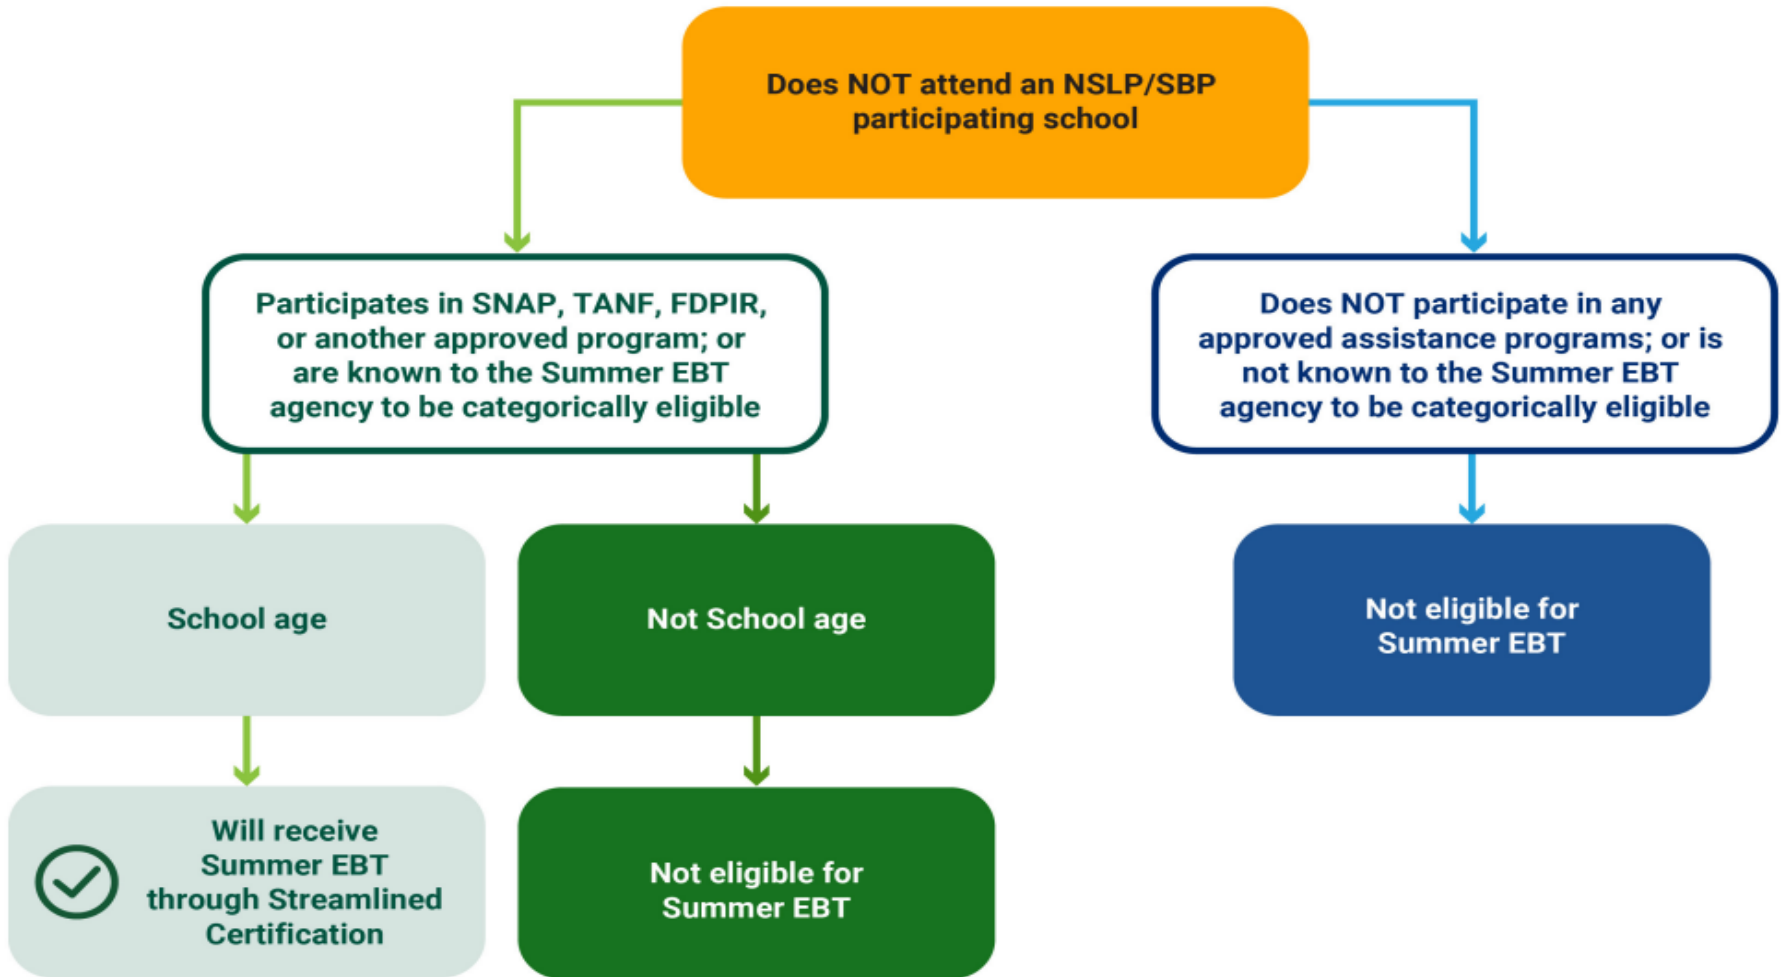 Does NOT attend an NSLP/SBP
participating school
Participates in SNAP, TANF, FDPIR,
or another approved program; or
are known to the Summer EBT
agency to be categorically eligible
Does NOT participate in any
approved assistance programs; or is
not known to the Summer EBT
agency to be categorically eligible
School age
Not School age
Not eligible for
Summer EBT
Will receive
Summer EBT
through Streamlined
Certification
Not eligible for
Summer EBT